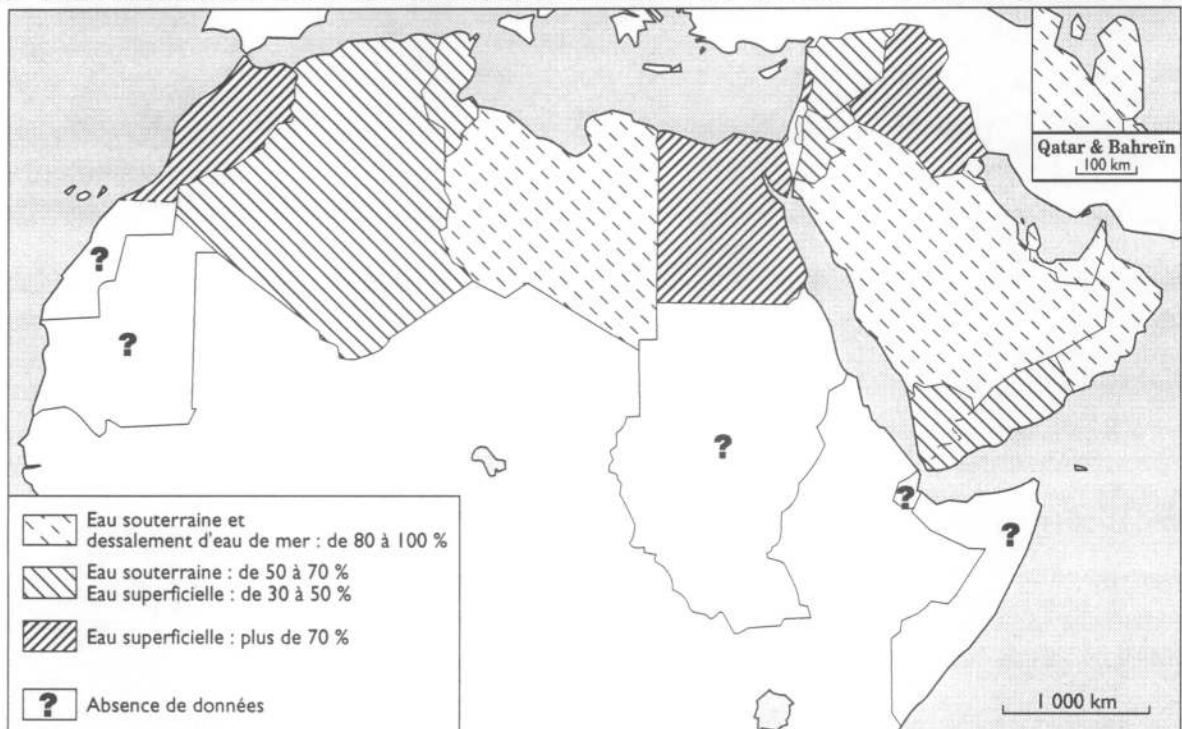 Qatar & Bahreïn
100 km
?
?
?
?
?
Eau souterraine et
dessalement d'eau de mer : de 80 à 100 %
Eau souterraine : de 50 à 70 %
Eau superficielle : de 30 à 50 %
Eau superficielle : plus de 70 %
? Absence de données
1 000 km